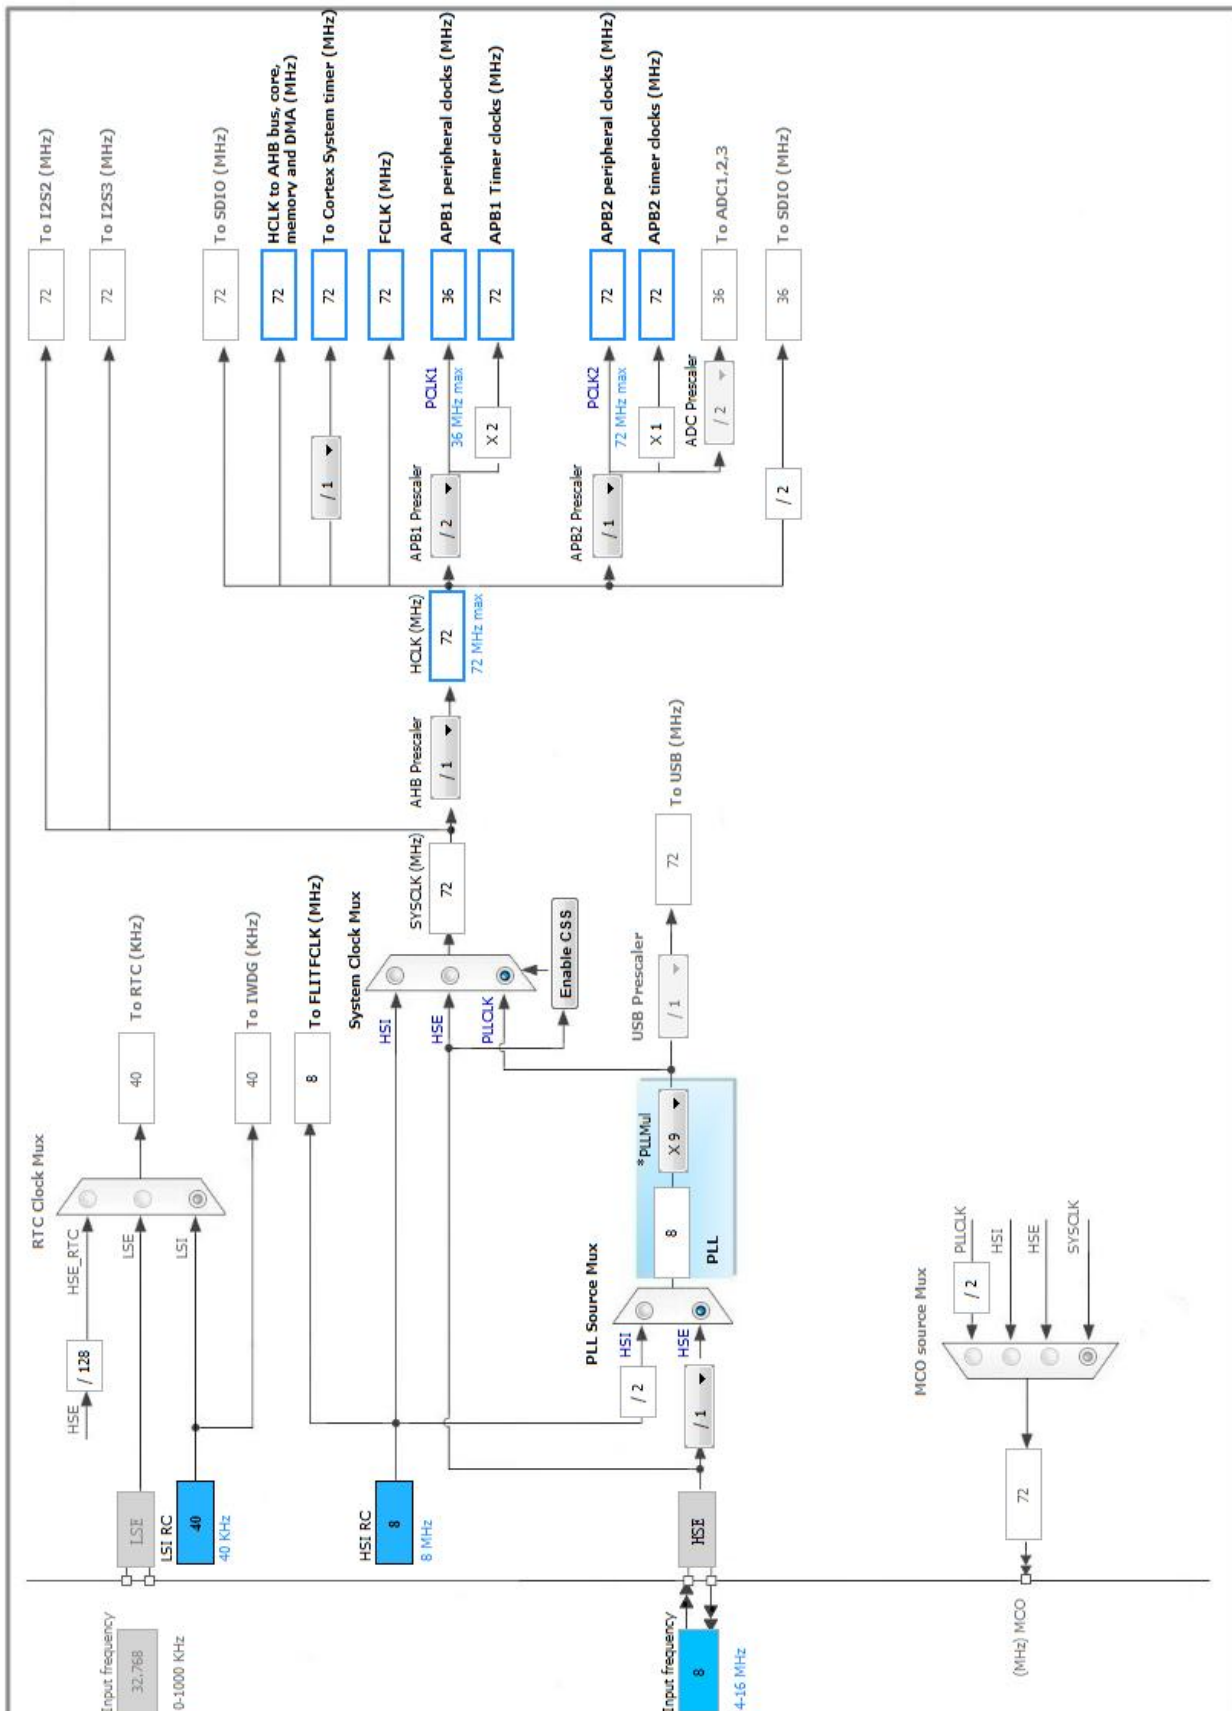 Input frequency
32.768
0-1000 KHz
LSE
LSI RC
40
40 KHz
HSE
/ 128
HSE_RTC
LSE
LSI
RTC Clock Mux
40
To RTC (KHz)
40
To IWDG (KHz)
8
To FLITFCLK (MHz)
HSI RC
8
8 MHz
Input frequency
8
4-16 MHz
HSE
/ 2
/ 1
HSI
HSE
PLL Source Mux
8
*PLLMul
X 9
PLL
System Clock Mux
HSI
HSE
PLLCLK
Enable CSS
USB Prescaler
/ 1
72
To USB (MHz)
SYSCLK (MHz)
72
AHB Prescaler
/ 1
HCLK (MHz)
72
72 MHz max
72
To I2S2 (MHz)
72
To I2S3 (MHz)
72
To SDIO (MHz)
72
HCLK to AHB bus, core,
memory and DMA (MHz)
/ 1
72
To Cortex System timer (MHz)
72
FCLK (MHz)
APB1 Prescaler
/ 2
PCLK1
36 MHz max
36
APB1 peripheral clocks (MHz)
X 2
72
APB1 Timer clocks (MHz)
APB2 Prescaler
/ 1
PCLK2
72 MHz max
72
APB2 peripheral clocks (MHz)
X 1
72
APB2 timer clocks (MHz)
ADC Prescaler
/ 2
36
To ADC1,2,3
/ 2
36
To SDIO (MHz)
MCO source Mux
(MHz) MCO
72
/ 2
PLLCLK
HSI
HSE
SYSCLK